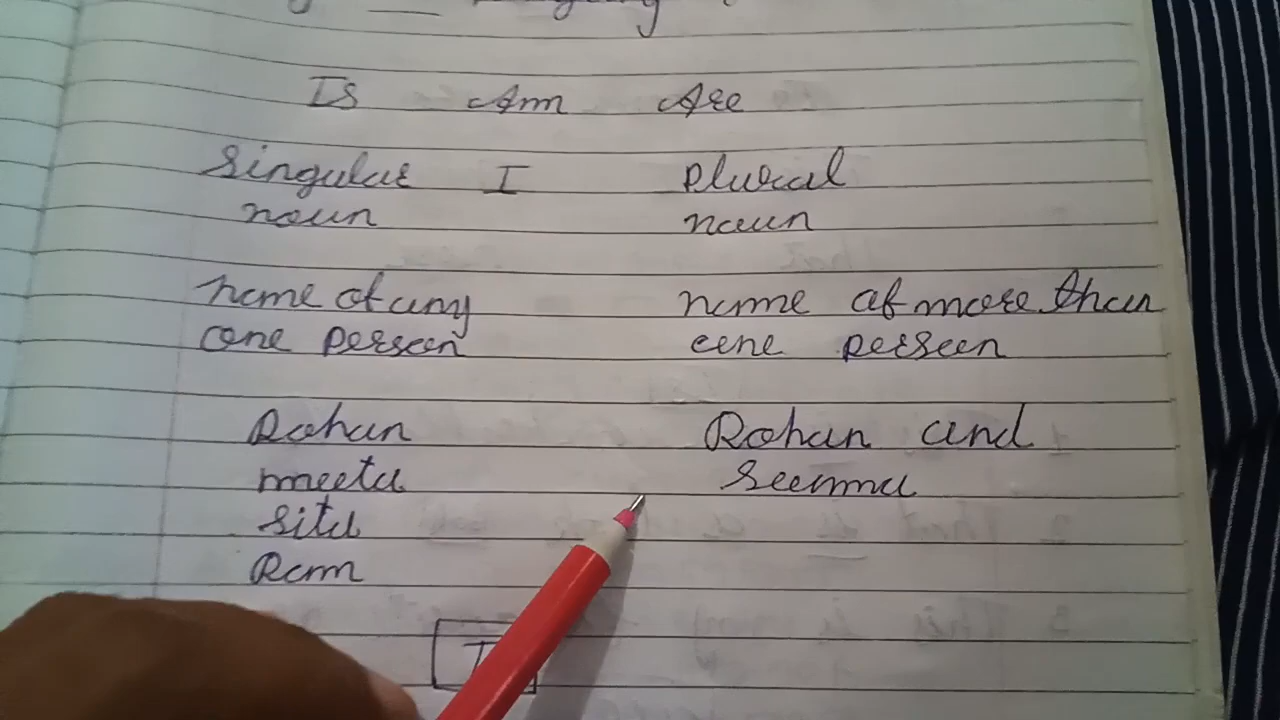 Is Am Are
Singular I Plural
noun noun
name of any name of more than
one person one person
Rohan Rohan and
meeta Seema
sita
Ram
I